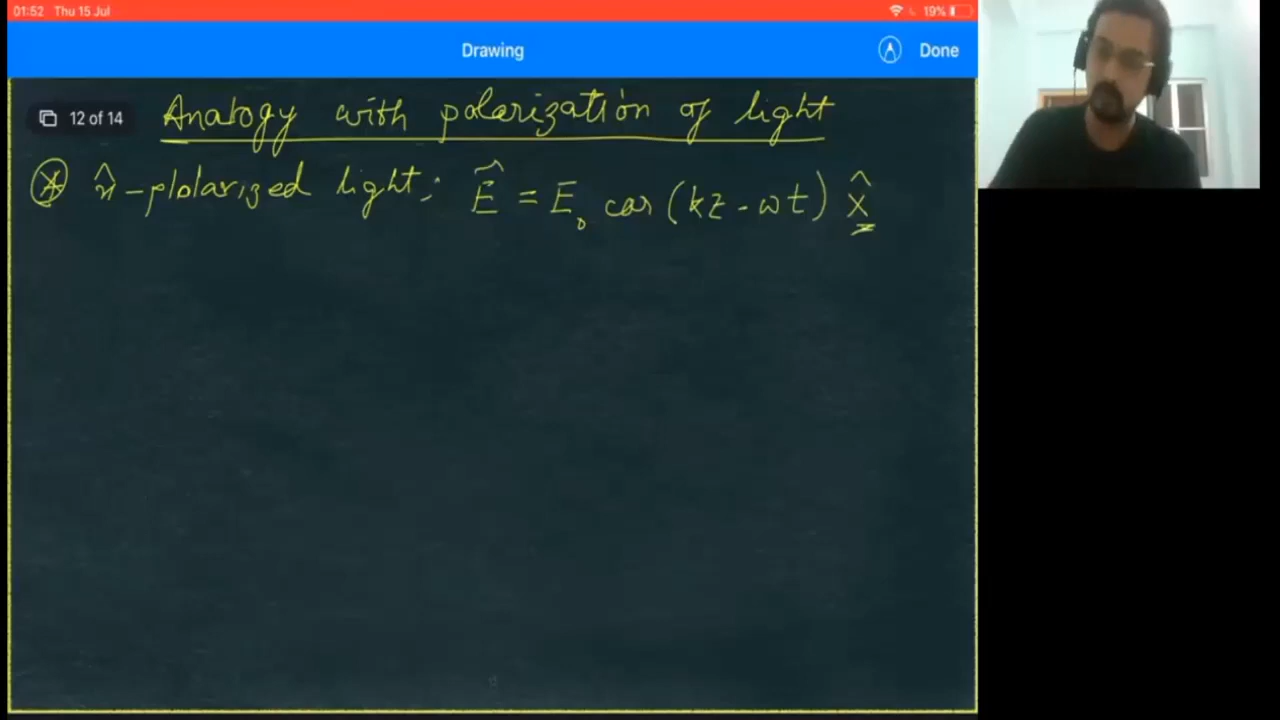 01:52 Thu 15 Jul 19%
Drawing Done
12 of 14 Analogy with polarization of light
x̂-plolarized light; Ê = E₀ cos(kz - ωt) x̂